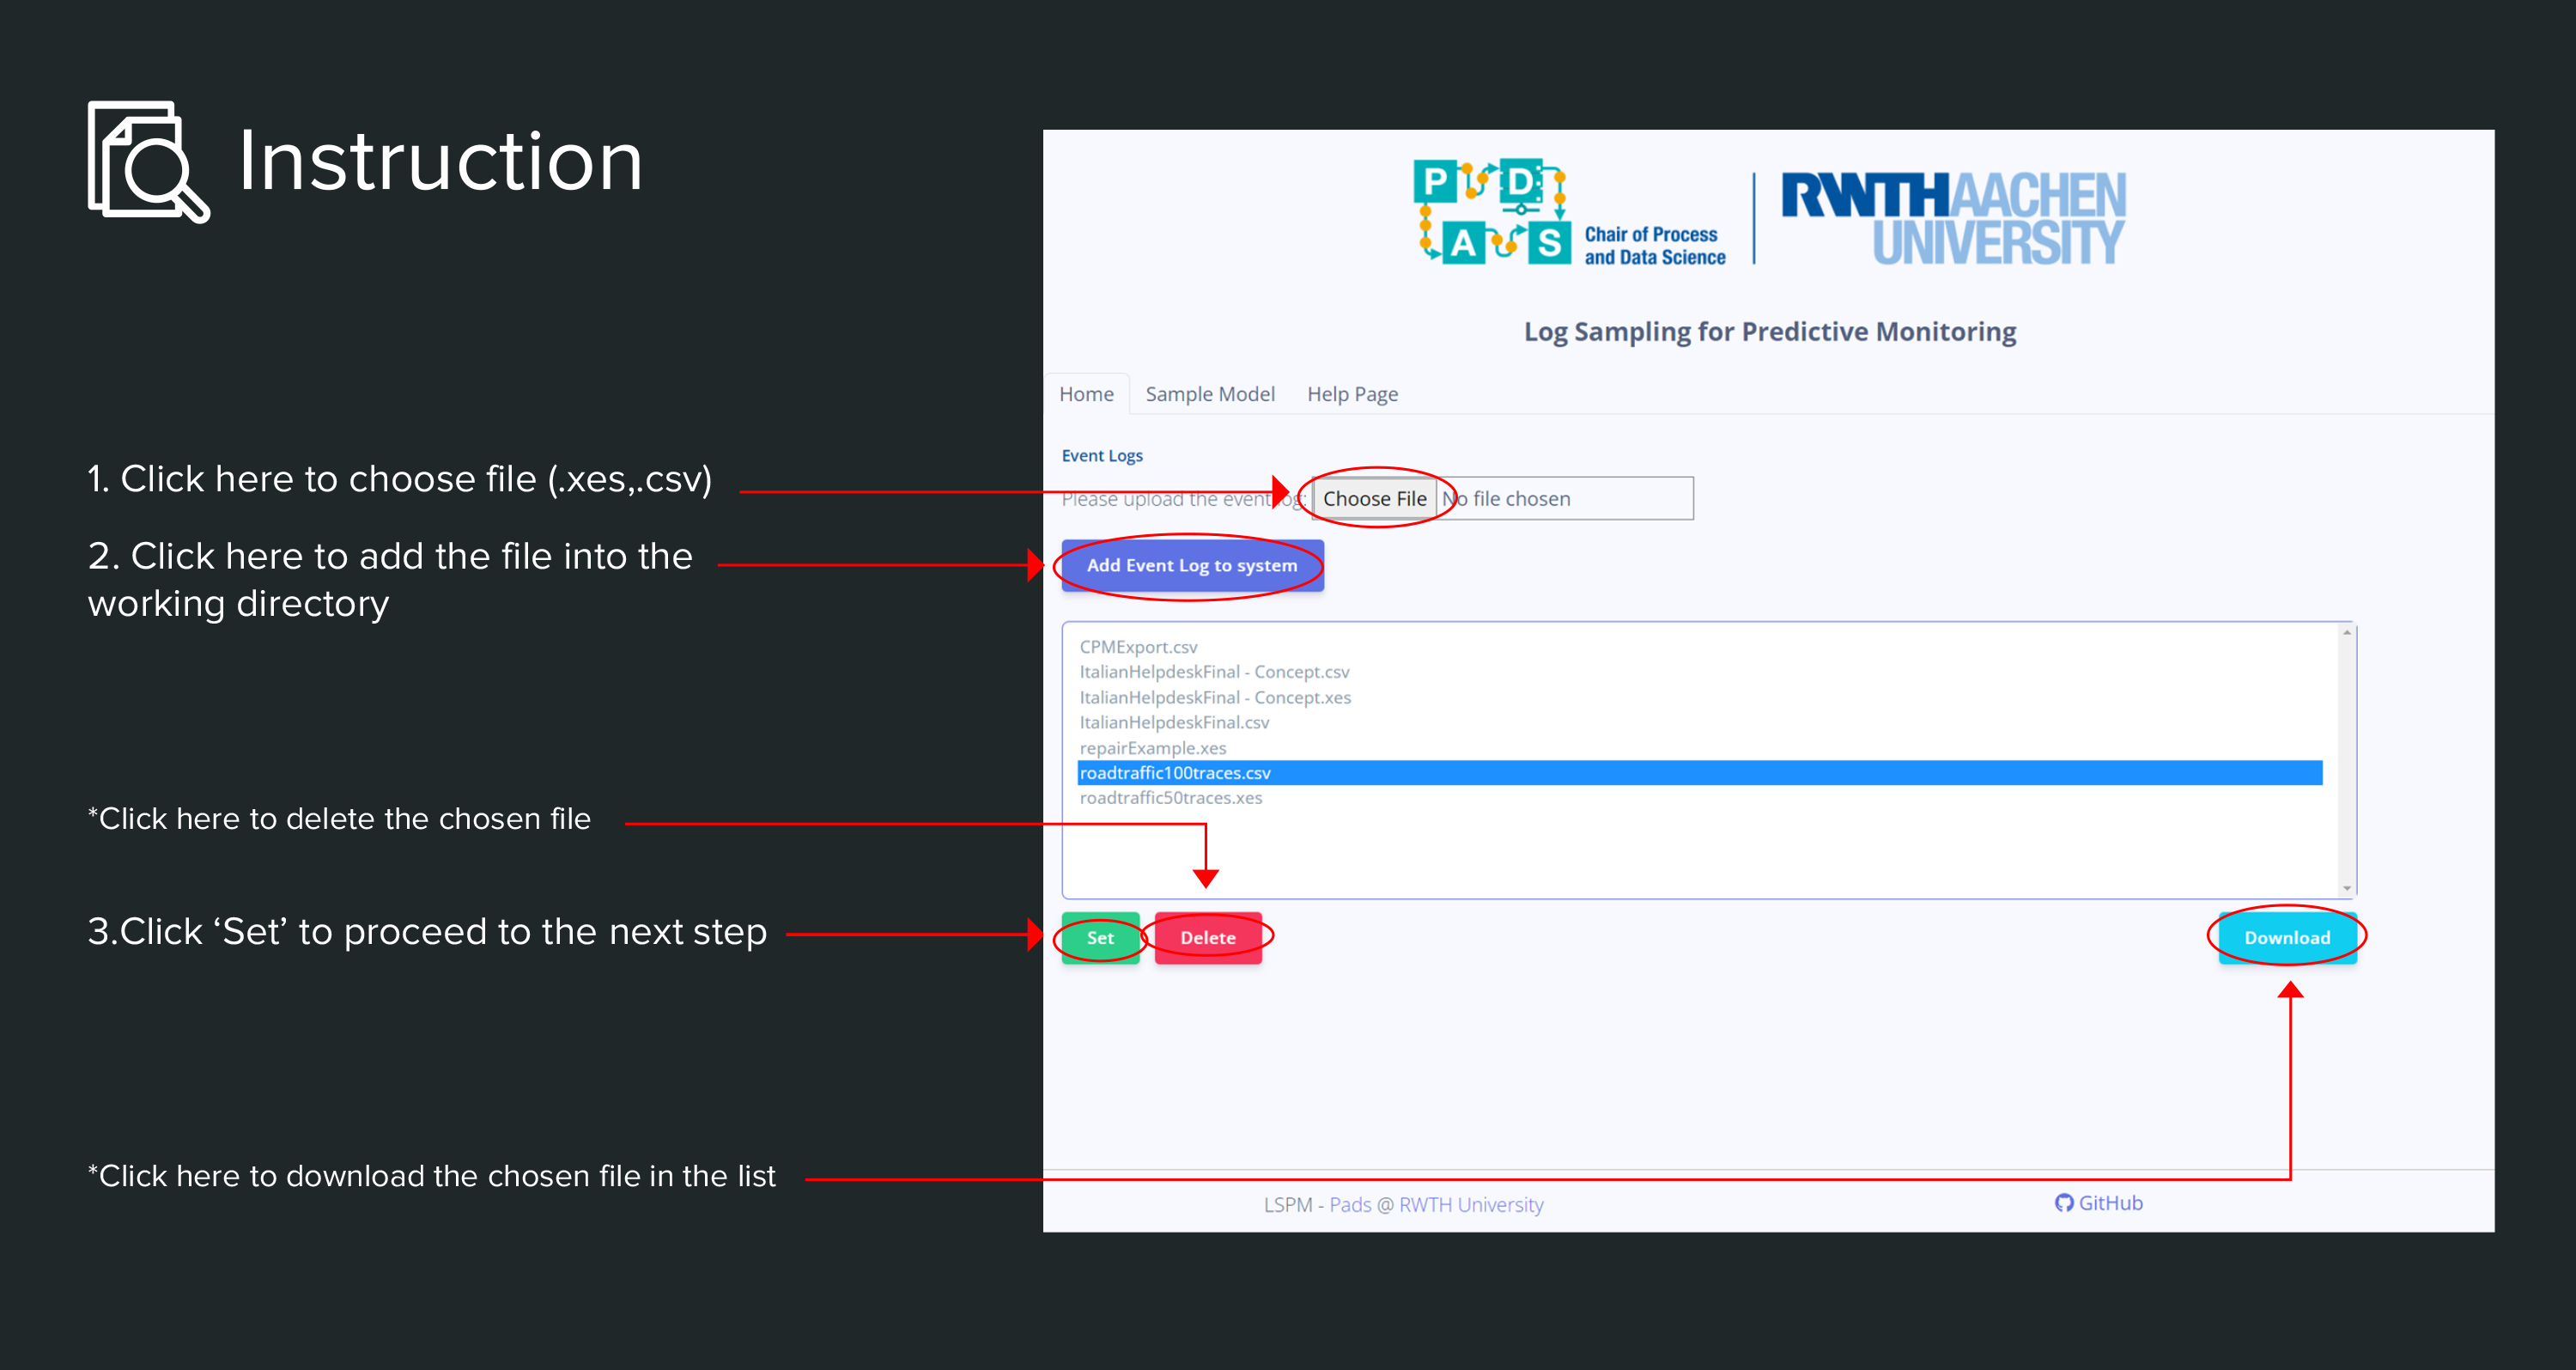 Instruction
1. Click here to choose file (.xes,.csv)
2. Click here to add the file into the
working directory
*Click here to delete the chosen file
3.Click ‘Set’ to proceed to the next step
*Click here to download the chosen file in the list
P D
A S
Chair of Process
and Data Science
RWTH AACHEN
UNIVERSITY
Log Sampling for Predictive Monitoring
Home Sample Model Help Page
Event Logs
Please upload the event log: Choose File No file chosen
Add Event Log to system
CPMExport.csv
ItalianHelpdeskFinal - Concept.csv
ItalianHelpdeskFinal - Concept.xes
ItalianHelpdeskFinal.csv
repairExample.xes
roadtraffic100traces.csv
roadtraffic50traces.xes
Set Delete Download
LSPM - Pads @ RWTH University GitHub